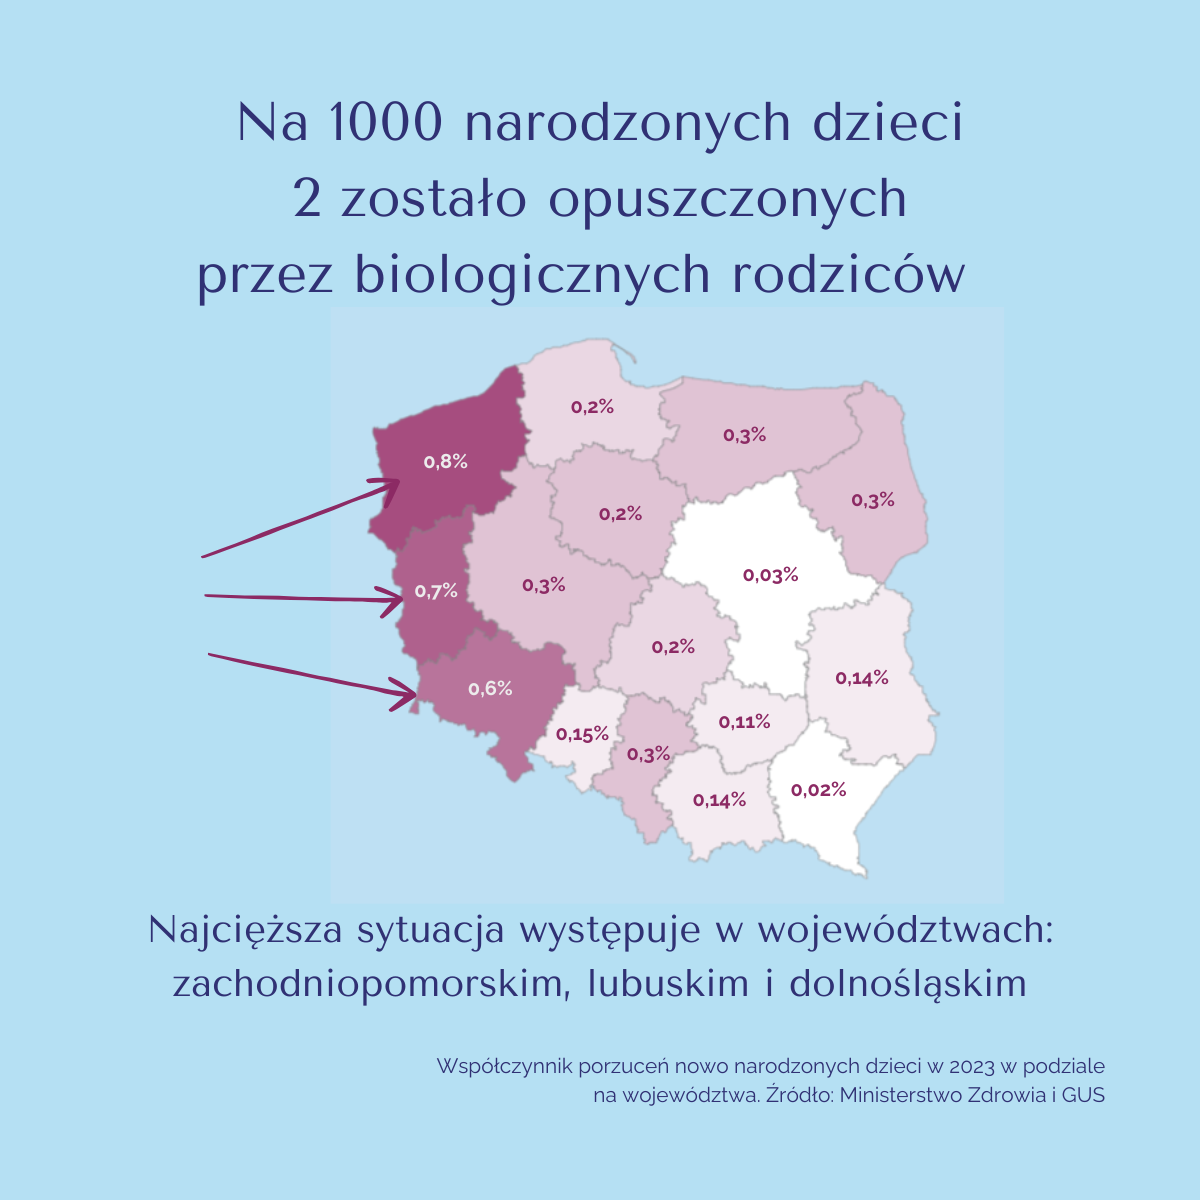 Na 1000 narodzonych dzieci
2 zostało opuszczonych
przez biologicznych rodziców
0,2%
0,3%
0,8%
0,3%
0,2%
0,03%
0,3%
0,7%
0,2%
0,14%
0,6%
0,11%
0,15%
0,3%
0,02%
0,14%
Najcięższa sytuacja występuje w województwach:
zachodniopomorskim, lubuskim i dolnośląskim
Współczynnik porzuceń nowo narodzonych dzieci w 2023 w podziale
na województwa. Źródło: Ministerstwo Zdrowia i GUS